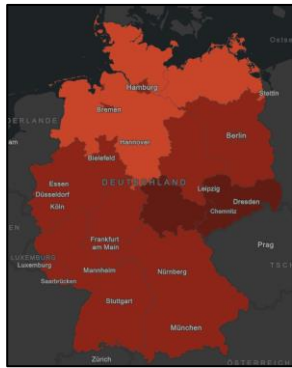 Ostsee
Hamburg
Stettin
Bremen
Hannover
Berlin
Bielefeld
Essen
DEUTSCHLAND
Leipzig
Düsseldorf
Dresden
Köln
Chemnitz
Frankfurt
am Main
Prag
LUXEMBURG
Luxemburg
Mannheim
Nürnberg
Saarbrücken
Stuttgart
München
Zürich
ÖSTERREICH